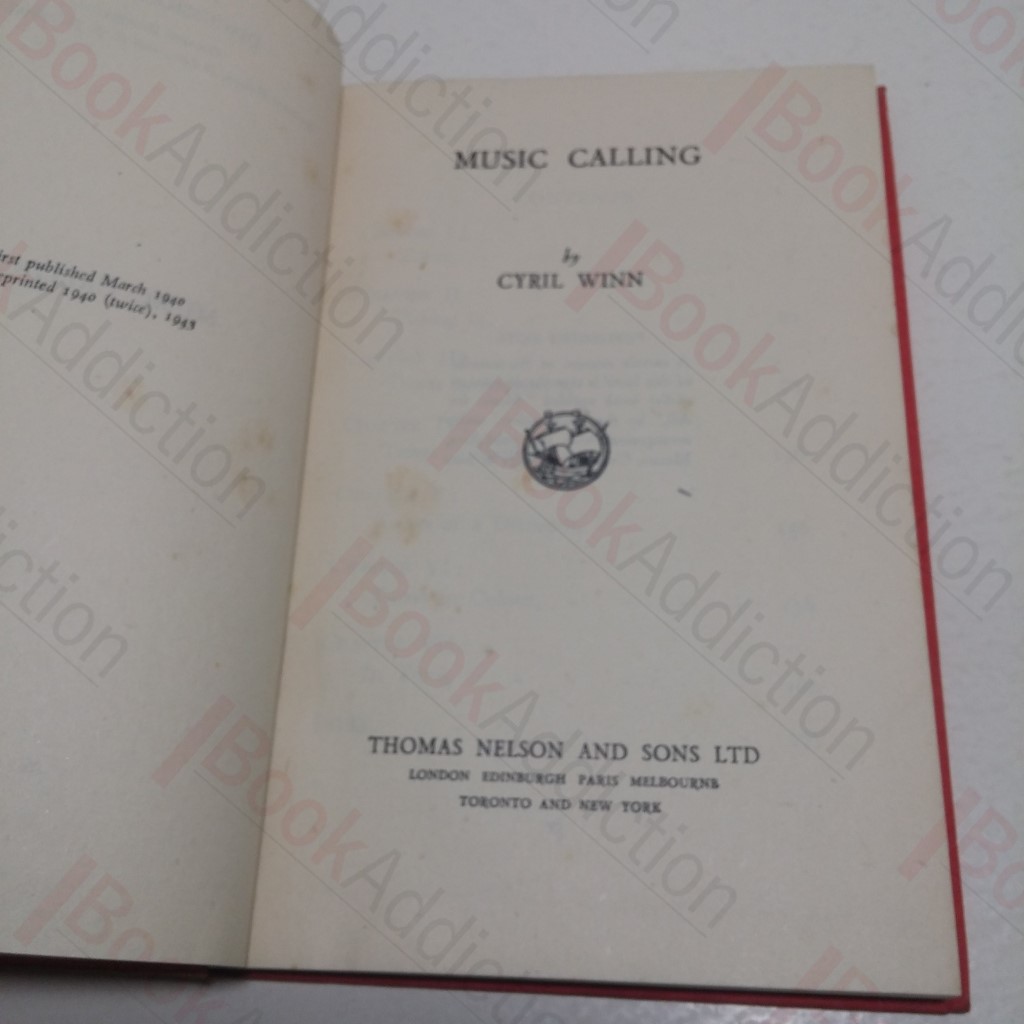 irst published March 1940
eprinted 1940 (twice), 1943
MUSIC CALLING
by
CYRIL WINN
THOMAS NELSON AND SONS LTD
LONDON EDINBURGH PARIS MELBOURNE
TORONTO AND NEW YORK
BookAddiction